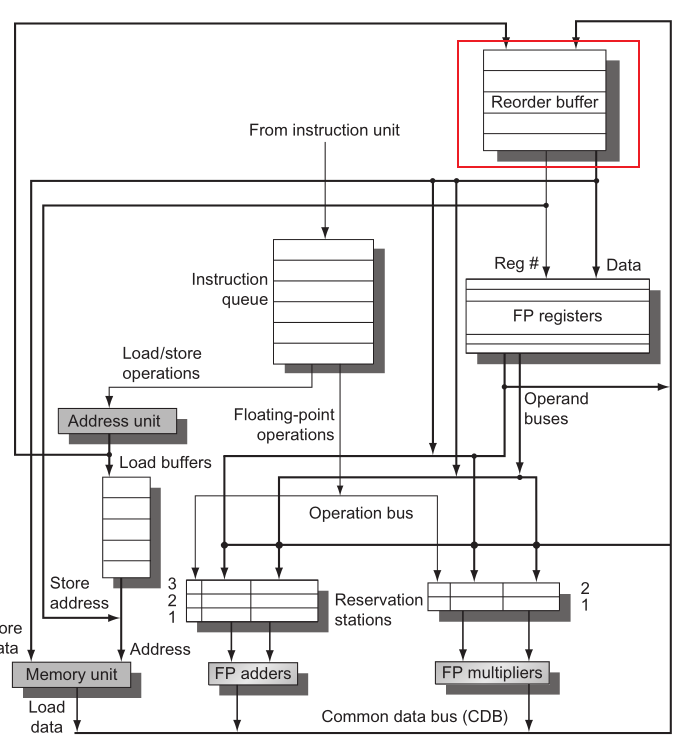 Reorder buffer
From instruction unit
Reg #
Data
Instruction
queue
FP registers
Load/store
operations
Operand
buses
Address unit
Floating-point
operations
Load buffers
Operation bus
Store
address
3
2
1
Reservation
stations
2
1
Address
Memory unit
FP adders
FP multipliers
Load
data
Common data bus (CDB)